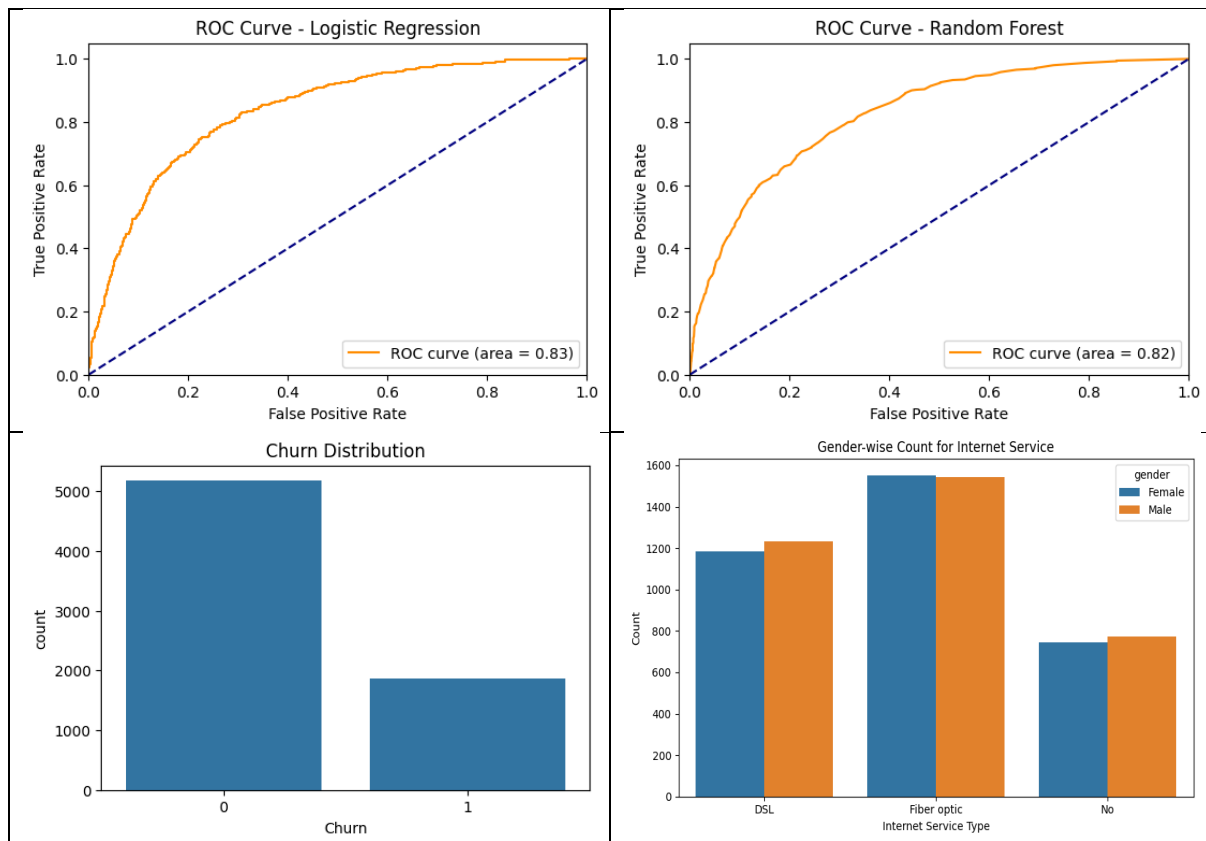 ROC Curve - Logistic Regression
True Positive Rate
1.0
0.8
0.6
0.4
0.2
0.0
ROC curve (area = 0.83)
0.0 0.2 0.4 0.6 0.8 1.0
False Positive Rate
ROC Curve - Random Forest
True Positive Rate
1.0
0.8
0.6
0.4
0.2
0.0
ROC curve (area = 0.82)
0.0 0.2 0.4 0.6 0.8 1.0
False Positive Rate
Churn Distribution
count
5000
4000
3000
2000
1000
0
0 1
Churn
Gender-wise Count for Internet Service
Count
1600
1400
1200
1000
800
600
400
200
0
gender
Female
Male
DSL Fiber optic No
Internet Service Type